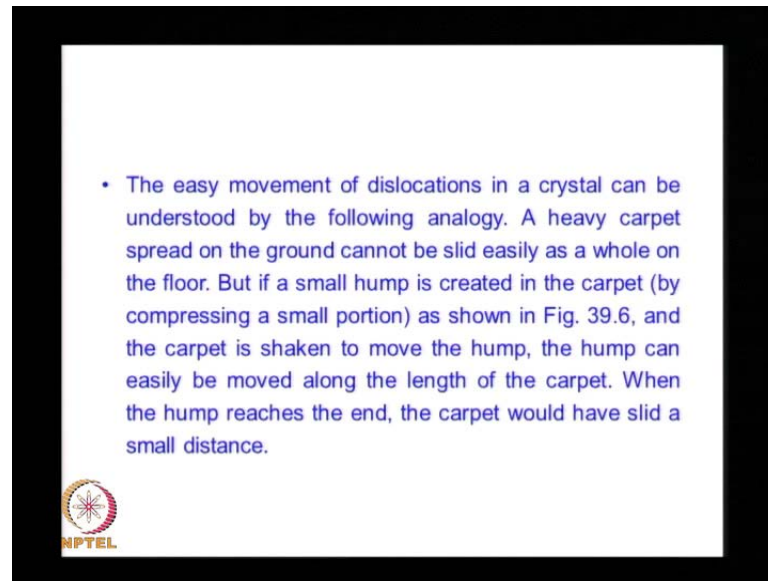 • The easy movement of dislocations in a crystal can be
understood by the following analogy. A heavy carpet
spread on the ground cannot be slid easily as a whole on
the floor. But if a small hump is created in the carpet (by
compressing a small portion) as shown in Fig. 39.6, and
the carpet is shaken to move the hump, the hump can
easily be moved along the length of the carpet. When
the hump reaches the end, the carpet would have slid a
small distance.
NPTEL